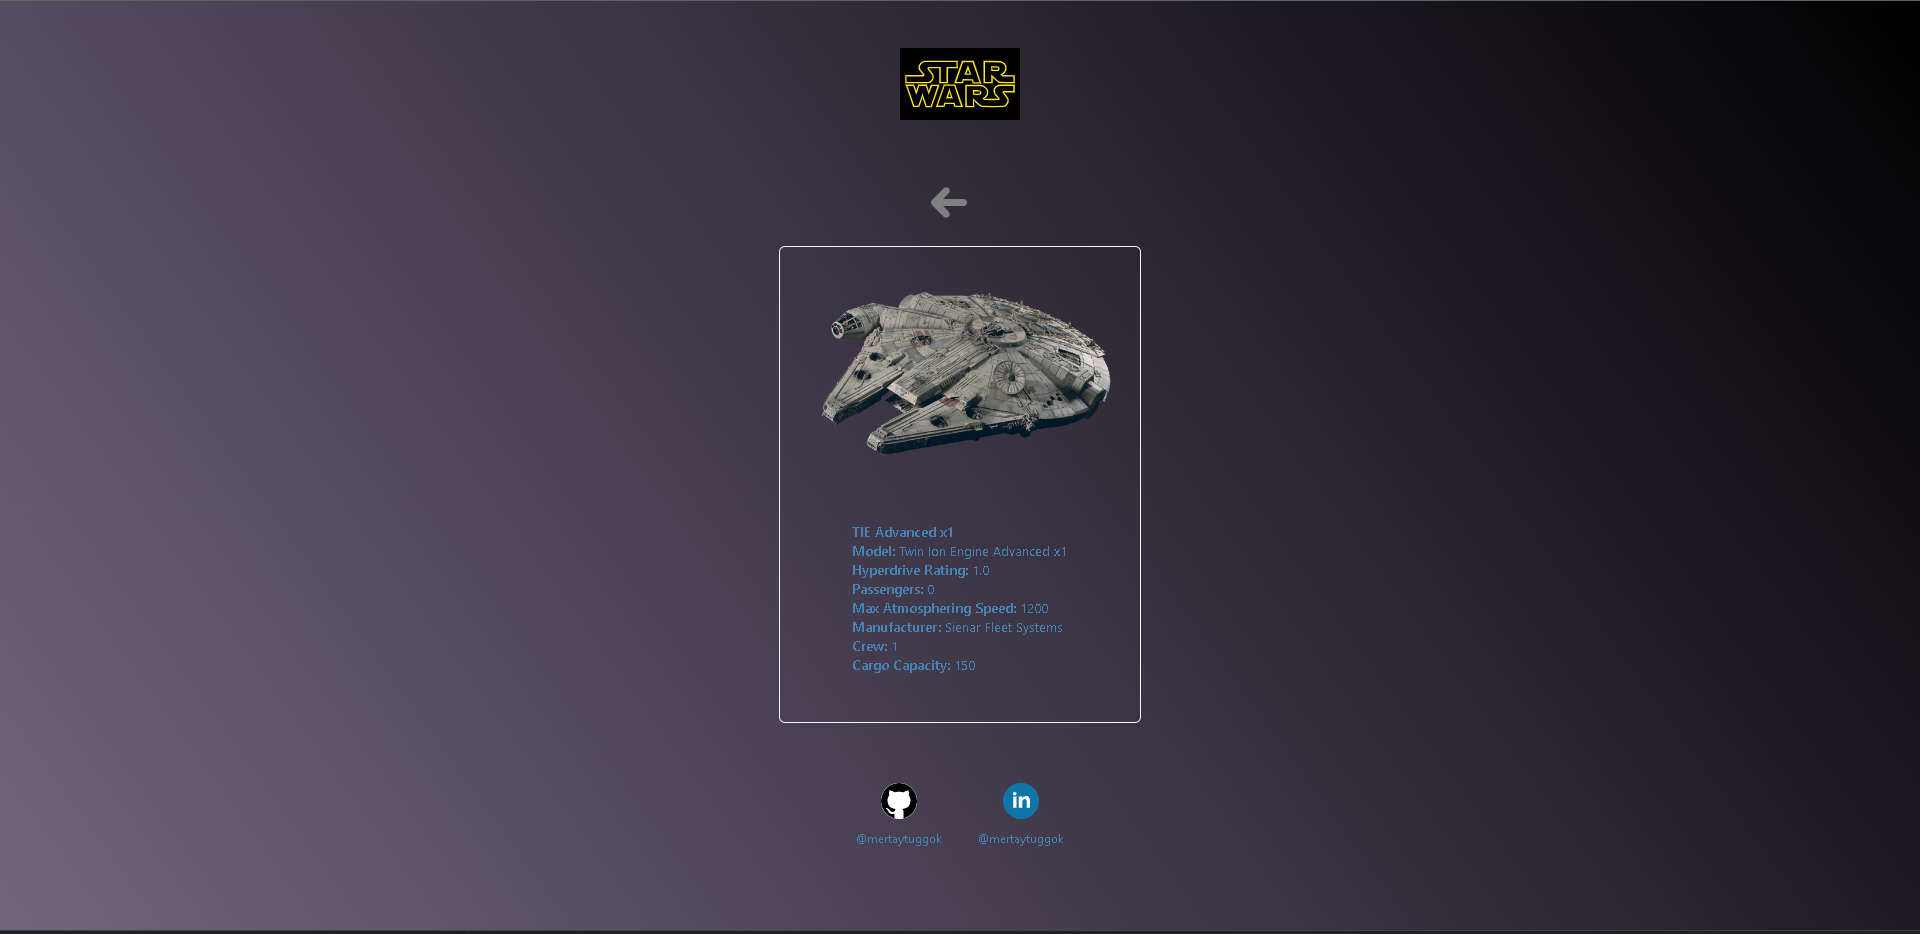 STAR
WARS
TIE Advanced x1
Model: Twin Ion Engine Advanced x1
Hyperdrive Rating: 1.0
Passengers: 0
Max Atmosphering Speed: 1200
Manufacturer: Sienar Fleet Systems
Crew: 1
Cargo Capacity: 150
in
@mertaytuggok @mertaytuggok